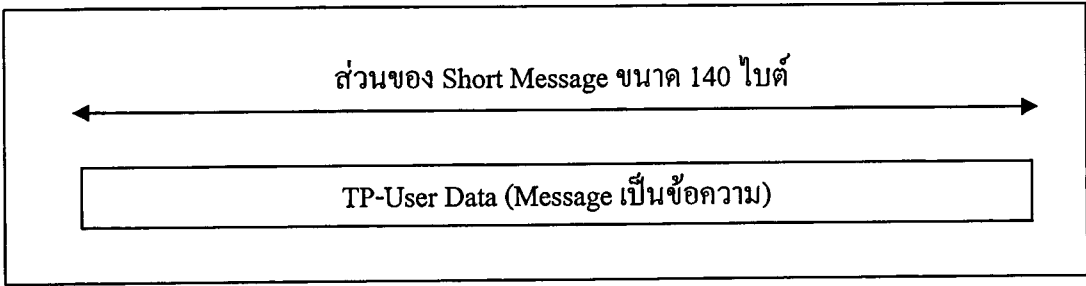 ส่วนของ Short Message ขนาด 140 ไบต์
TP-User Data (Message เป็นข้อความ)